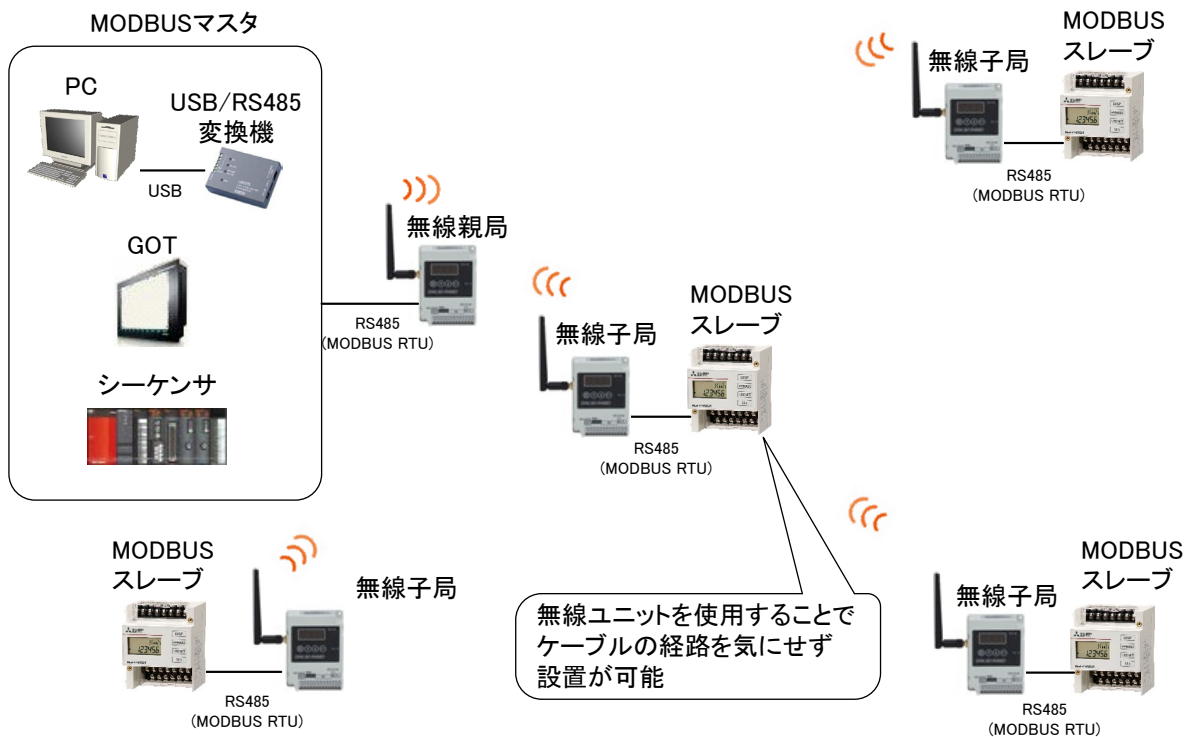 MODBUSマスタ
PC
USB/RS485
変換機
USB
GOT
シーケンサ
無線親局
RS485
(MODBUS RTU)
無線子局
MODBUS
スレーブ
RS485
(MODBUS RTU)
MODBUS
スレーブ
無線子局
RS485
(MODBUS RTU)
MODBUS
スレーブ
無線子局
RS485
(MODBUS RTU)
無線ユニットを使用することで
ケーブルの経路を気にせず
設置が可能
MODBUS
スレーブ
無線子局
RS485
(MODBUS RTU)